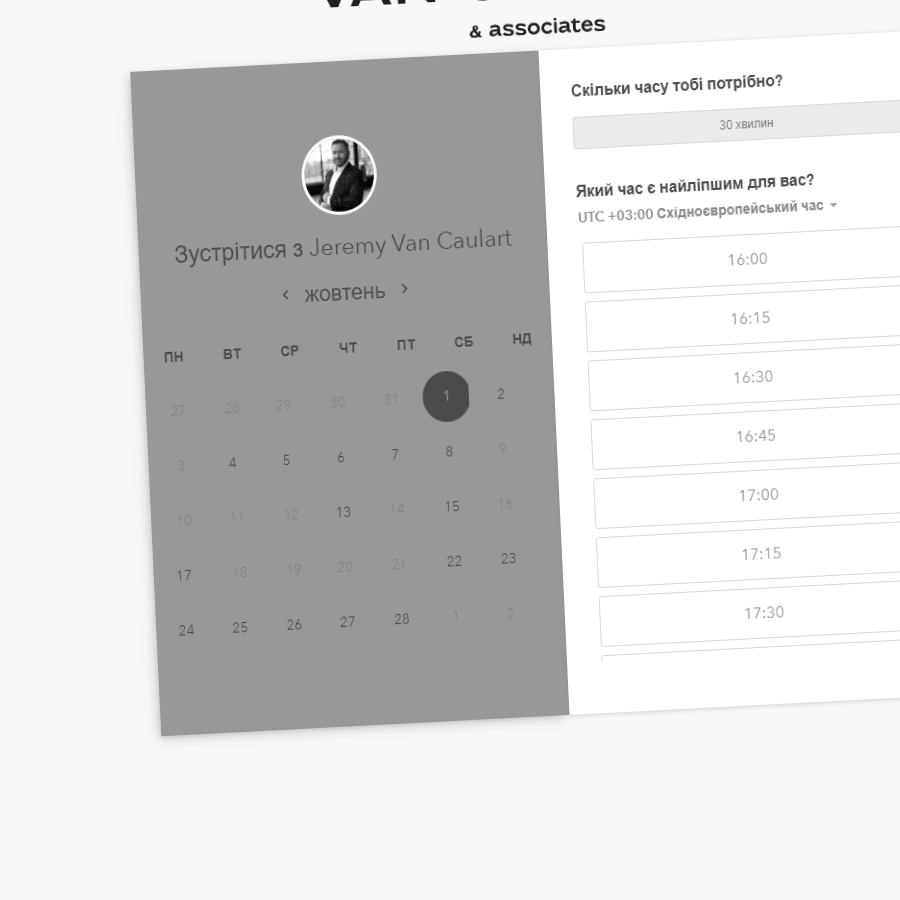 & associates
Зустрітися з Jeremy Van Caulart
жовтень
ПН ВТ СР ЧТ ПТ СБ НД
27 28 29 30 31 1 2
3 4 5 6 7 8 9
10 11 12 13 14 15 16
17 18 19 20 21 22 23
24 25 26 27 28 1 2
Скільки часу тобі потрібно?
30 хвилин
Який час є найліпшим для вас?
UTC +03:00 Східноєвропейський час
16:00
16:15
16:30
16:45
17:00
17:15
17:30